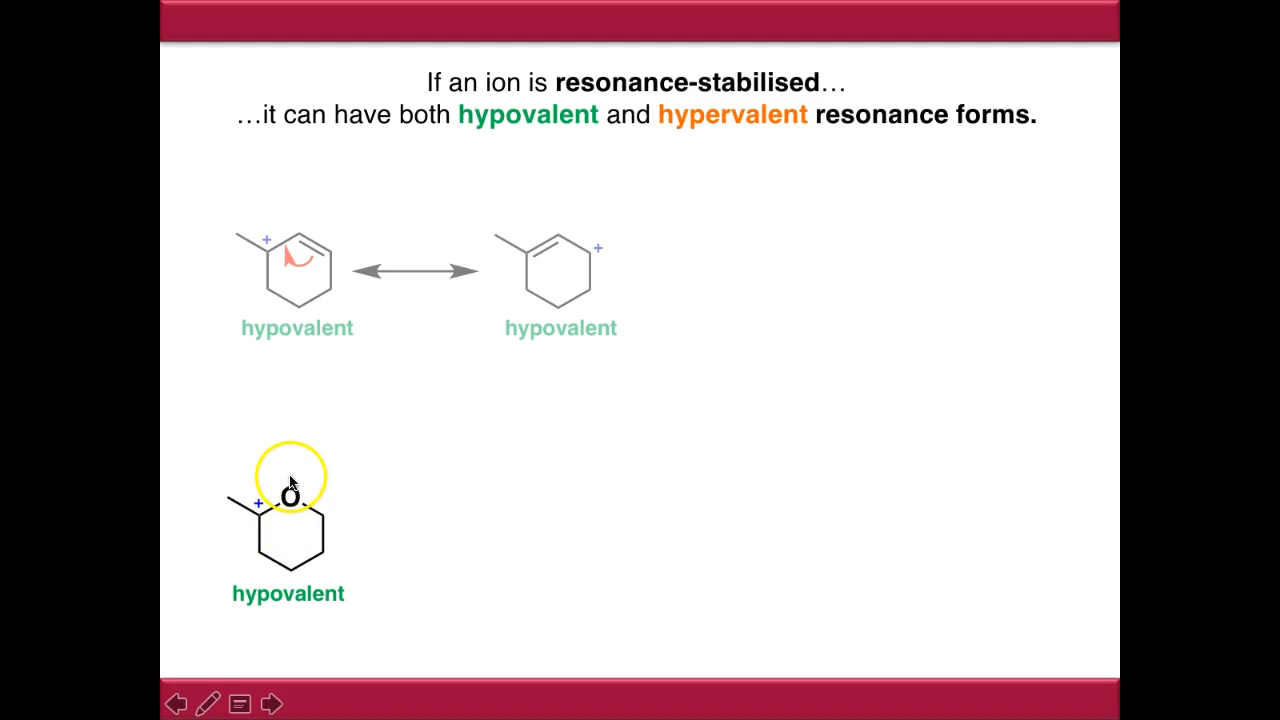 If an ion is resonance-stabilised…
…it can have both hypovalent and hypervalent resonance forms.
+
+
hypovalent
hypovalent
+
O
hypovalent